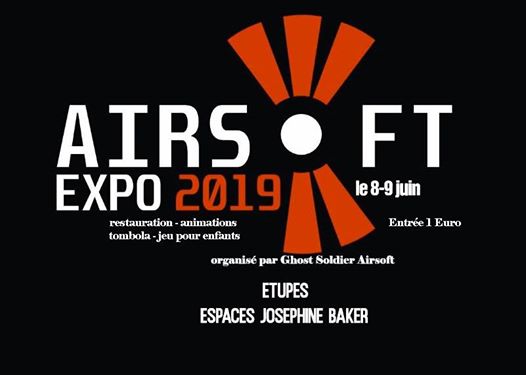 AIRSOFT
EXPO 2019
le 8-9 juin
restauration - animations
tombola - jeu pour enfants
Entrée 1 Euro
organisé par Ghost Soldier Airsoft
ETUPES
ESPACES JOSEPHINE BAKER